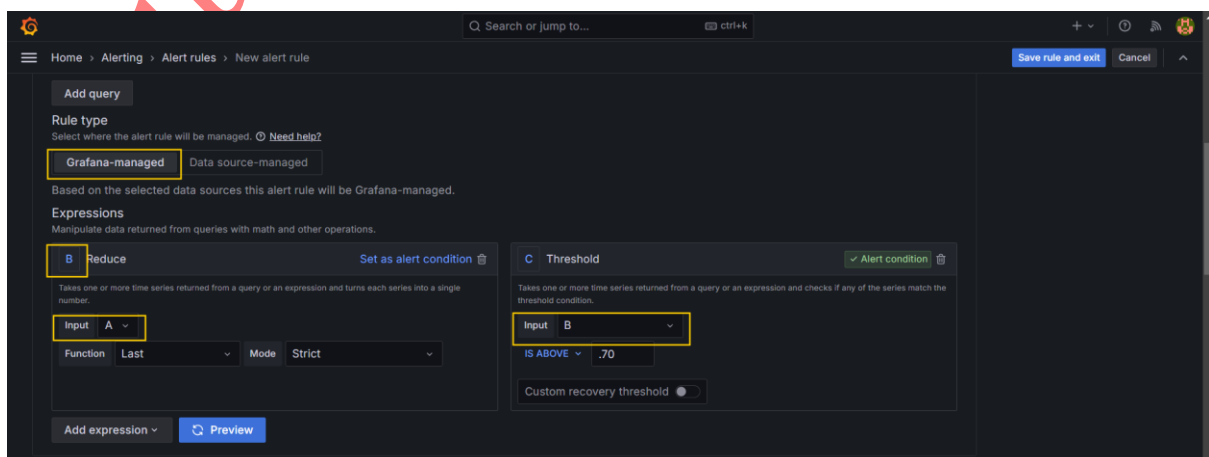 Search or jump to... ctrl+k
Home > Alerting > Alert rules > New alert rule
Save rule and exit Cancel
Add query
Rule type
Select where the alert rule will be managed. Need help?
Grafana-managed Data source-managed
Based on the selected data sources this alert rule will be Grafana-managed.
Expressions
Manipulate data returned from queries with math and other operations.
B Reduce Set as alert condition
Takes one or more time series returned from a query or an expression and turns each series into a single
number.
Input A
Function Last Mode Strict
C Threshold Alert condition
Takes one or more time series returned from a query or an expression and checks if any of the series match the
threshold condition.
Input B
IS ABOVE .70
Custom recovery threshold
Add expression Preview